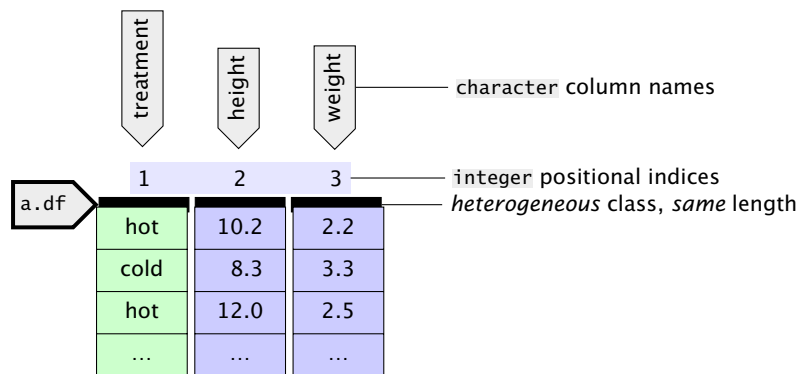 treatment
height
weight
character column names
1 2 3
integer positional indices
a.df
heterogeneous class, same length
hot 10.2 2.2
cold 8.3 3.3
hot 12.0 2.5
... ... ...